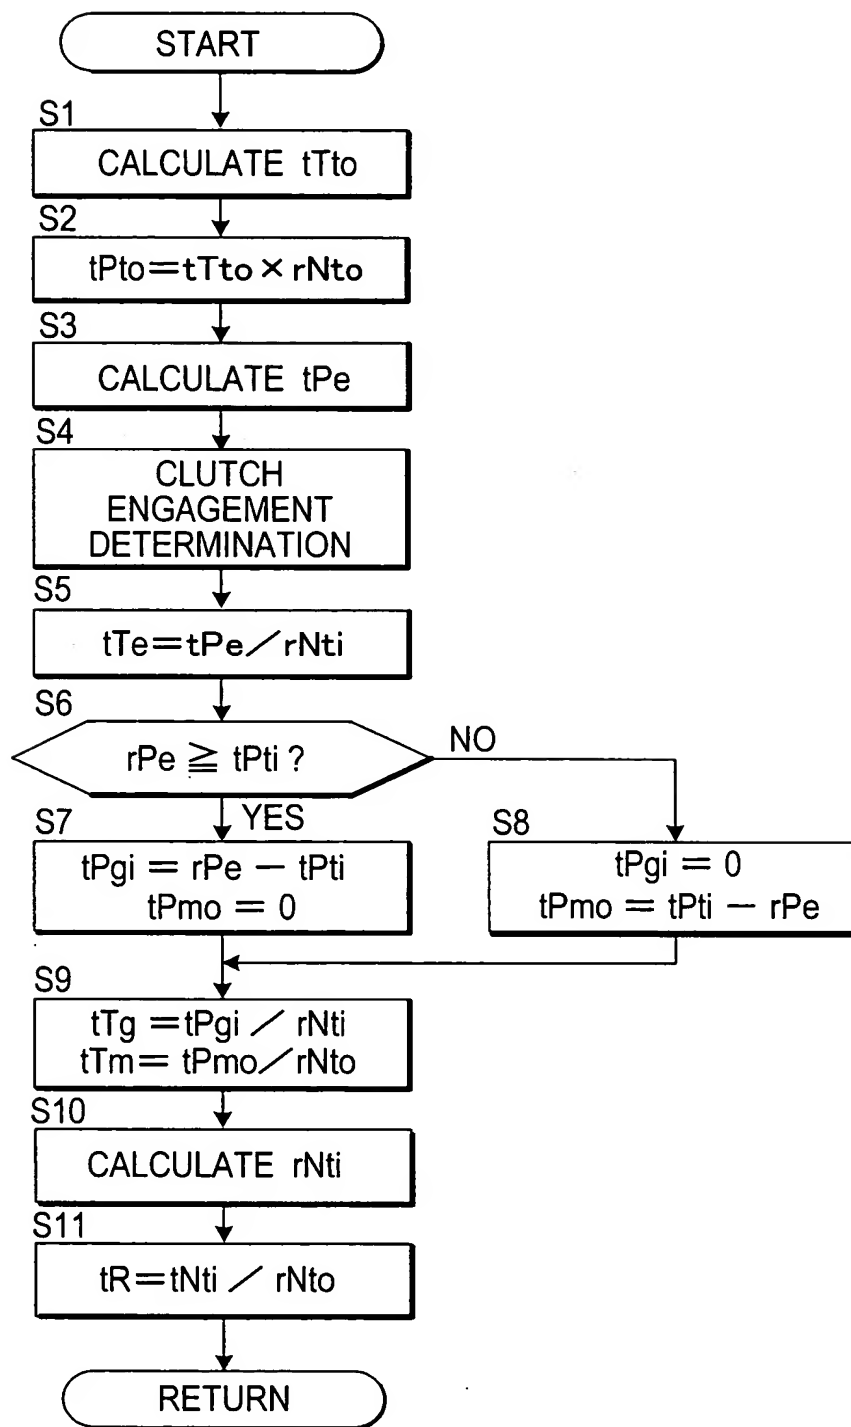 START
S1
CALCULATE tTto
S2
tPto=tTto×rNto
S3
CALCULATE tPe
S4
CLUTCH
ENGAGEMENT
DETERMINATION
S5
tTe=tPe/rNti
S6
rPe ≧ tPti ?
NO
YES
S7
tPgi = rPe − tPti
tPmo = 0
S8
tPgi = 0
tPmo = tPti − rPe
S9
tTg =tPgi / rNti
tTm= tPmo/rNto
S10
CALCULATE rNti
S11
tR=tNti / rNto
RETURN